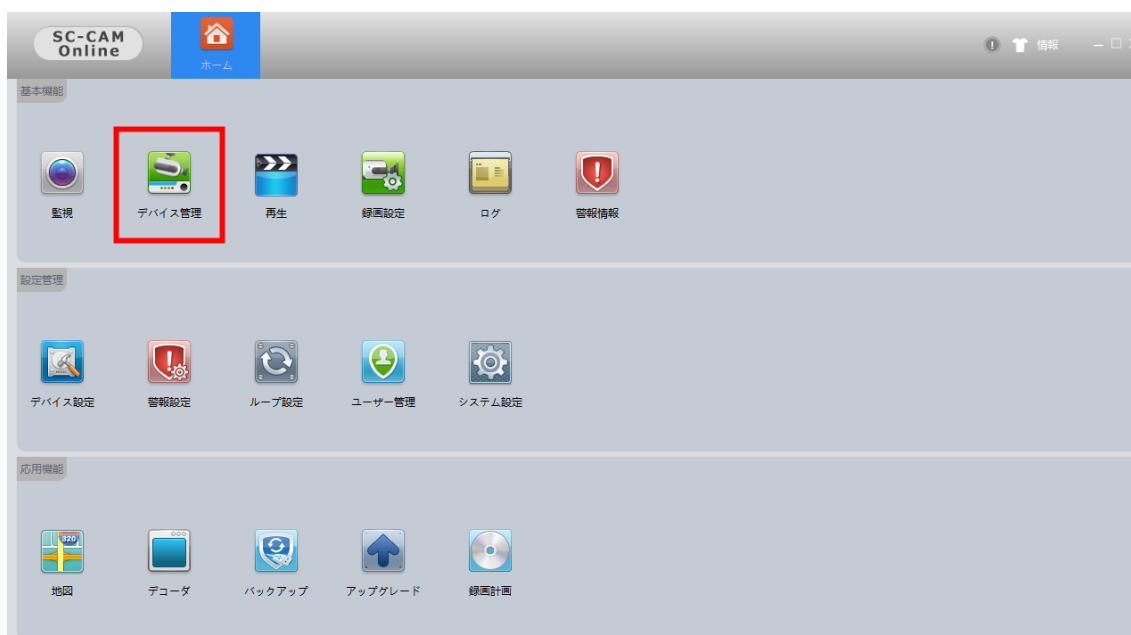 SC-CAM
Online
ホーム
情報
基本機能
監視
デバイス管理
再生
録画設定
ログ
警報情報
設定管理
デバイス設定
警報設定
ループ設定
ユーザー管理
システム設定
応用機能
320
地図
デコーダ
バックアップ
アップグレード
録画計画